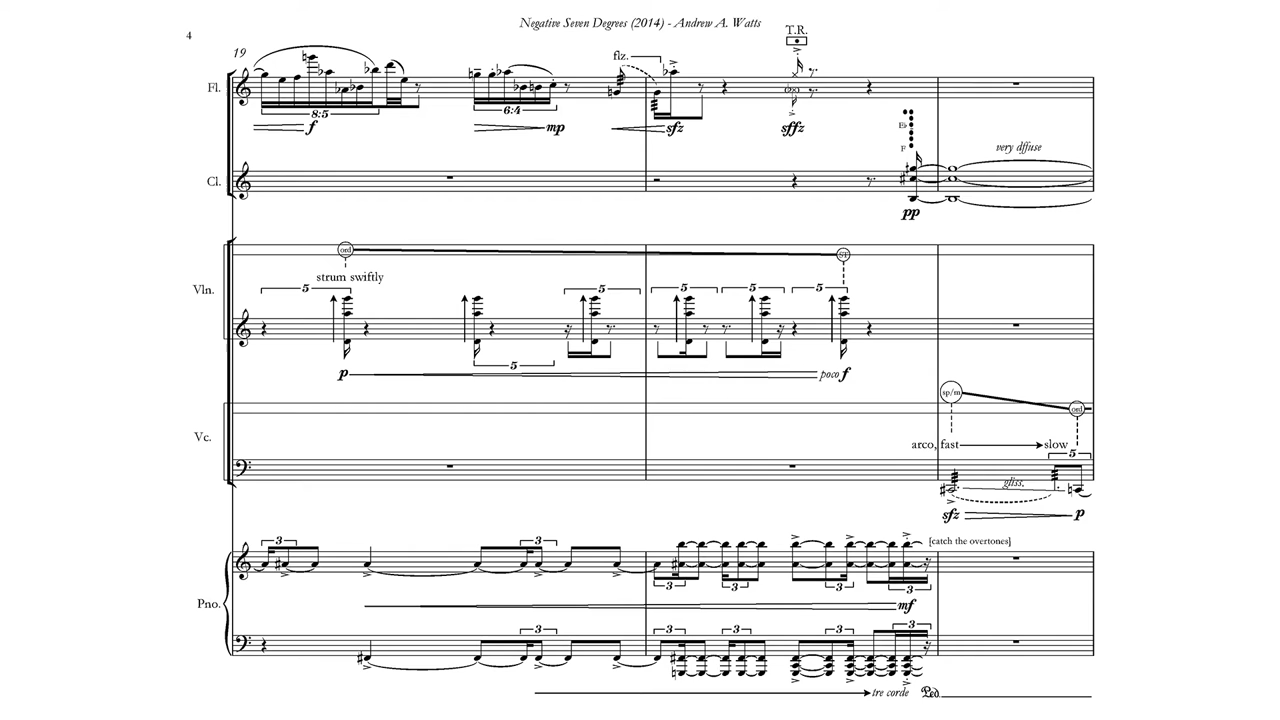 Negative Seven Degrees (2014) - Andrew A. Watts
4
19
T.R.
flz.
Fl.
8:5
6:4
f
mp
sfz
sffz
Eb
F
very dffuse
Cl.
pp
ord
ST
strum swiftly
5 5 5 5 5
Vln.
5
p
poco f
sp/m
ord
Vc.
arco, fast slow
5
gliss.
sfz
p
3 3
[catch the overtones]
3 3 3 3
Pno.
mf
3 3 3 3 3
tre corde
Ped.